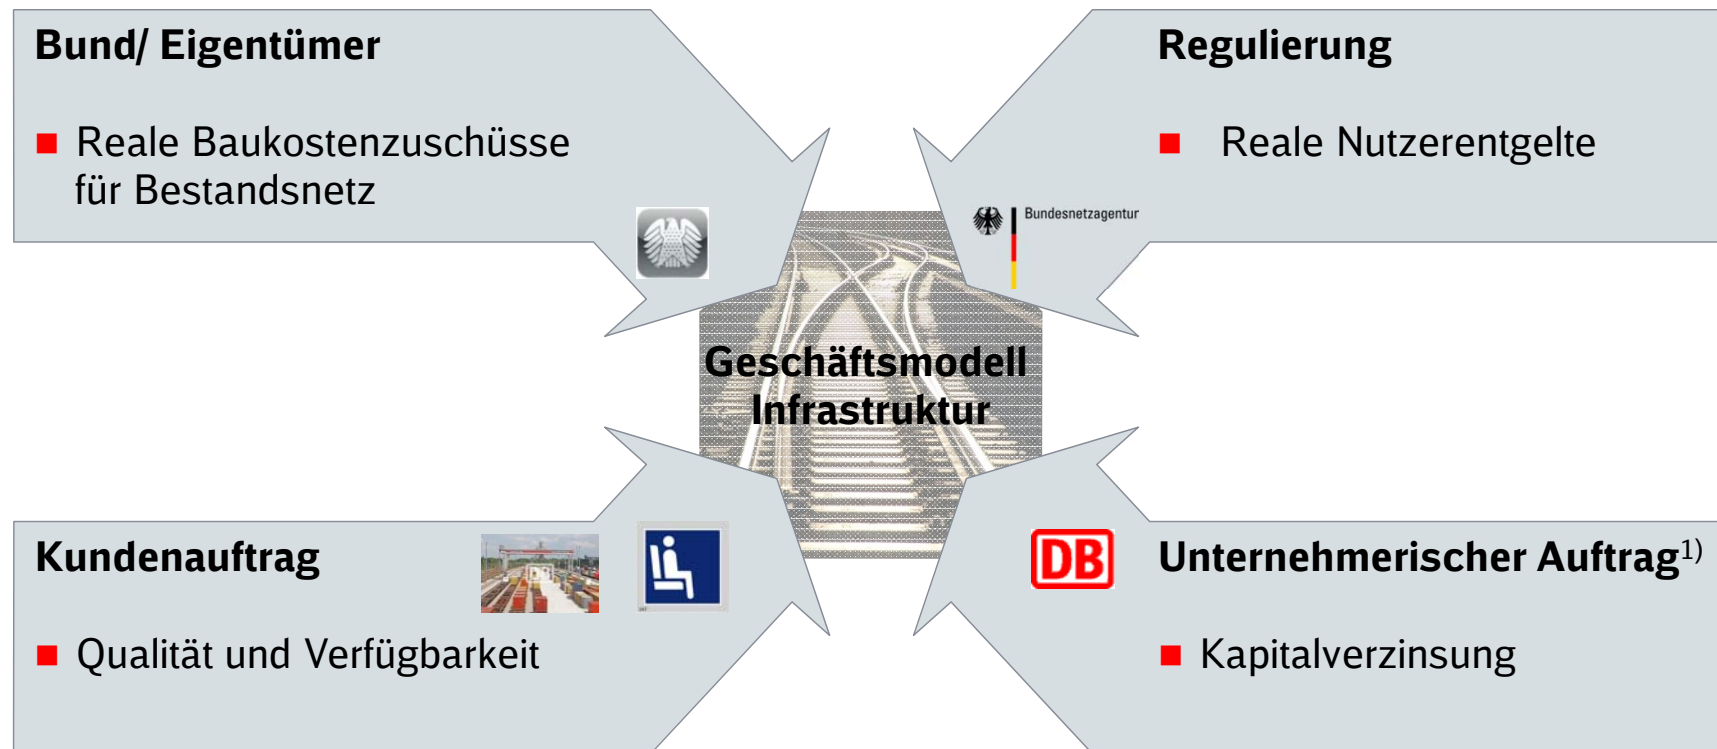 Bund/ Eigentümer
Reale Baukostenzuschüsse
für Bestandsnetz
Regulierung
Reale Nutzerentgelte
Bundesnetzagentur
Geschäftsmodell
Infrastruktur
Kundenauftrag
Qualität und Verfügbarkeit
DB
Unternehmerischer Auftrag1)
Kapitalverzinsung